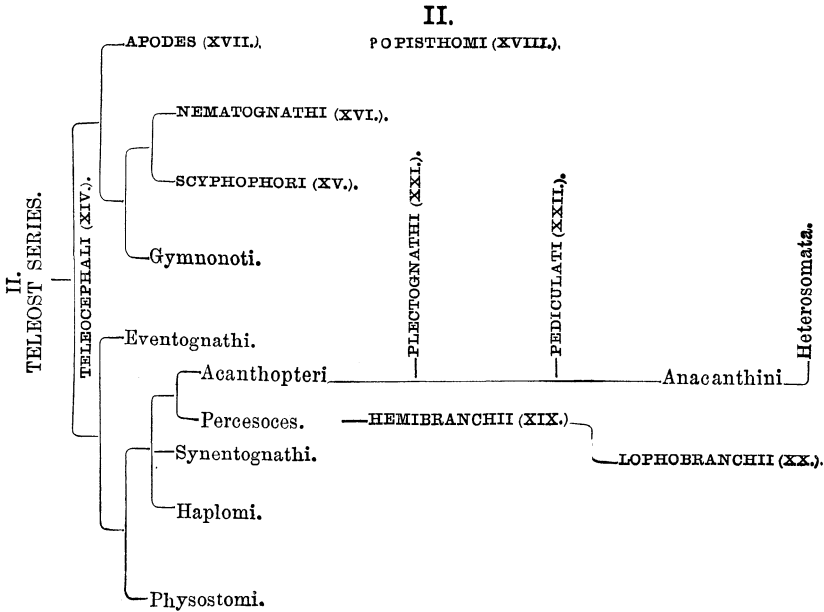 II.
APODES (XVII.).
POPISTHOMI (XVIII.).
NEMATOGNATHI (XVI.).
SCYPHOPHORI (XV.).
Gymnonoti.
II.
TELEOST SERIES.
TELEOCEPHALI (XIV.).
PLECTOGNATHI (XXI.).
PEDICULATI (XXII.).
Heterosomata.
Eventognathi.
Acanthopteri
Anacanthini
Percesoces.
HEMIBRANCHII (XIX.)
Synentognathi.
LOPHOBRANCHII (XX.).
Haplomi.
Physostomi.